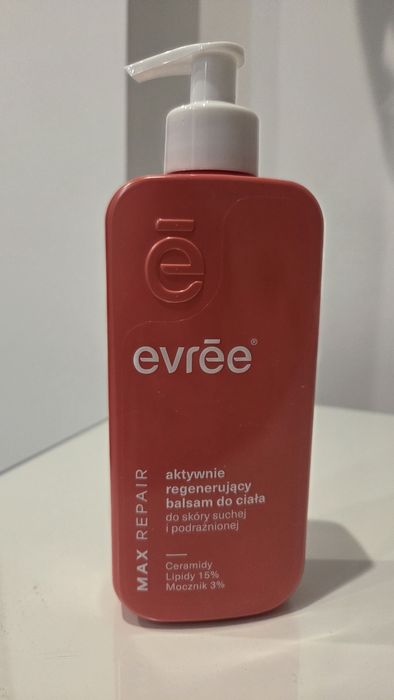 ē
evrēe®
MAX REPAIR
aktywnie
regenerujący
balsam do ciała
do skóry suchej
i podrażnionej
Ceramidy
Lipidy 15%
Mocznik 3%